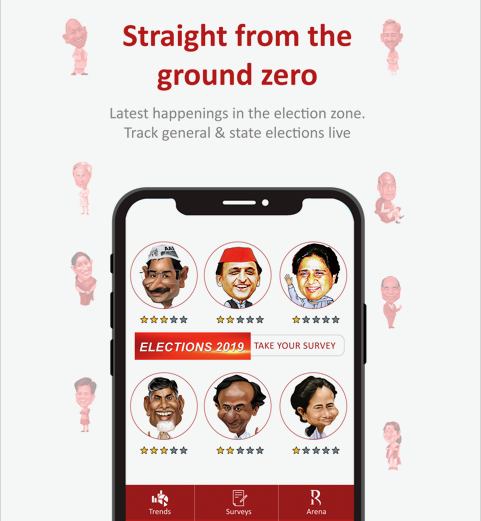 Straight from the
ground zero
Latest happenings in the election zone.
Track general & state elections live
ELECTIONS 2019
TAKE YOUR SURVEY
Trends
Surveys
Arena